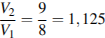 V₂/V₁ = 9/8 = 1,125